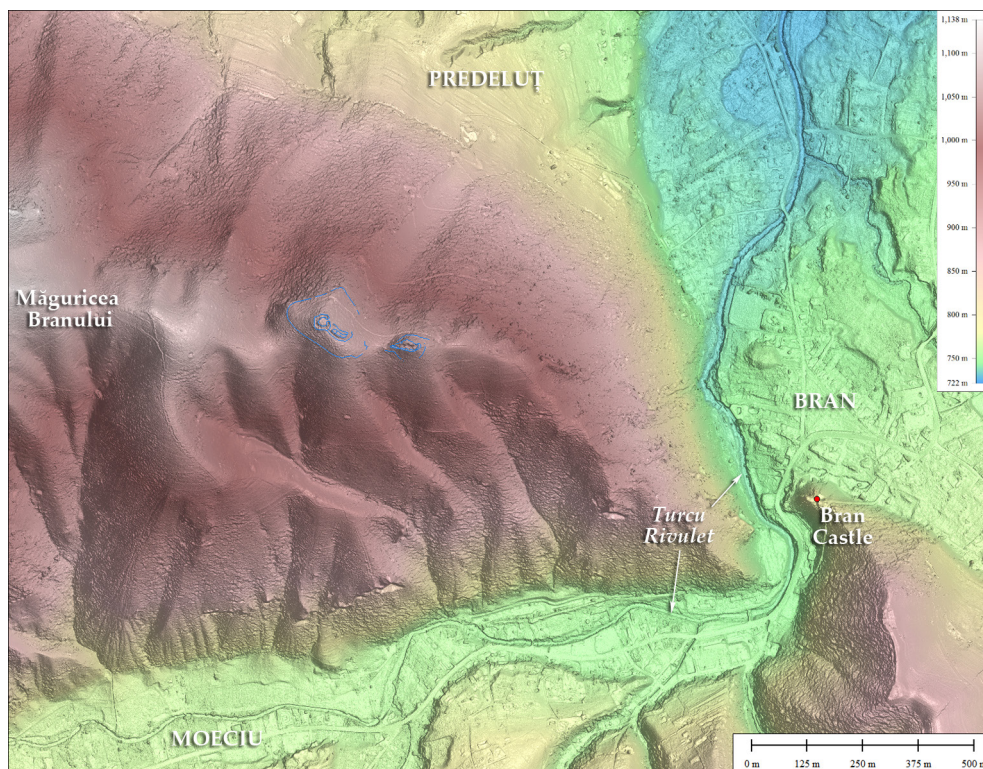 PREDELUȚ
1,138 m
1,100 m
1,050 m
1,000 m
950 m
900 m
850 m
800 m
750 m
722 m
Măguricea
Branului
BRAN
Turcu
Rivulet
Bran
Castle
MOECIU
0 m 125 m 250 m 375 m 500 m